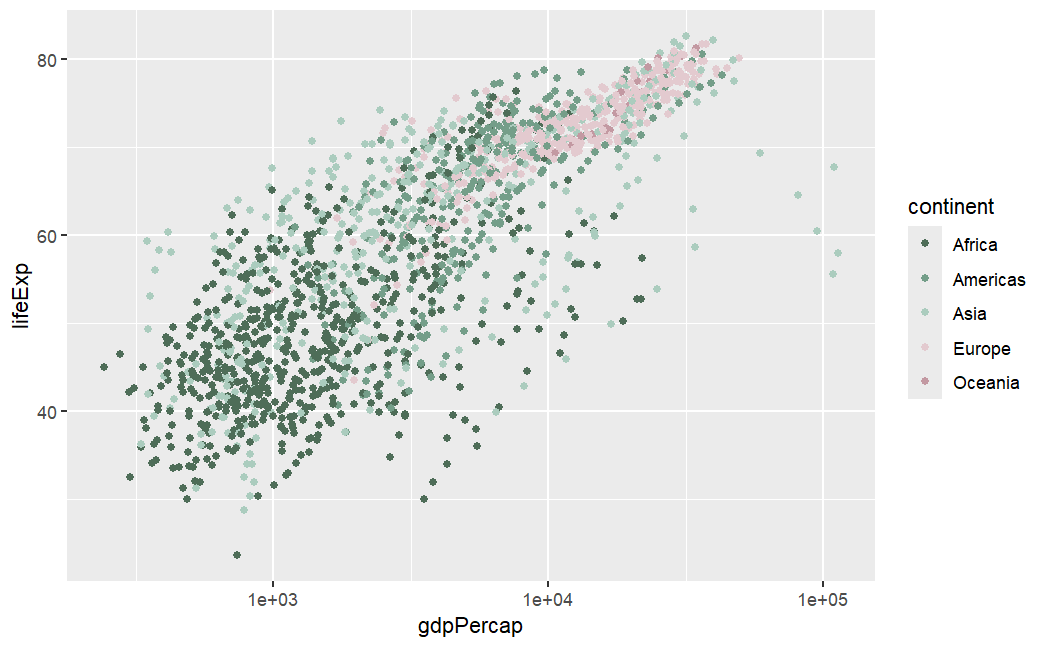 80
60
40
lifeExp
1e+03
1e+04
1e+05
gdpPercap
continent
Africa
Americas
Asia
Europe
Oceania